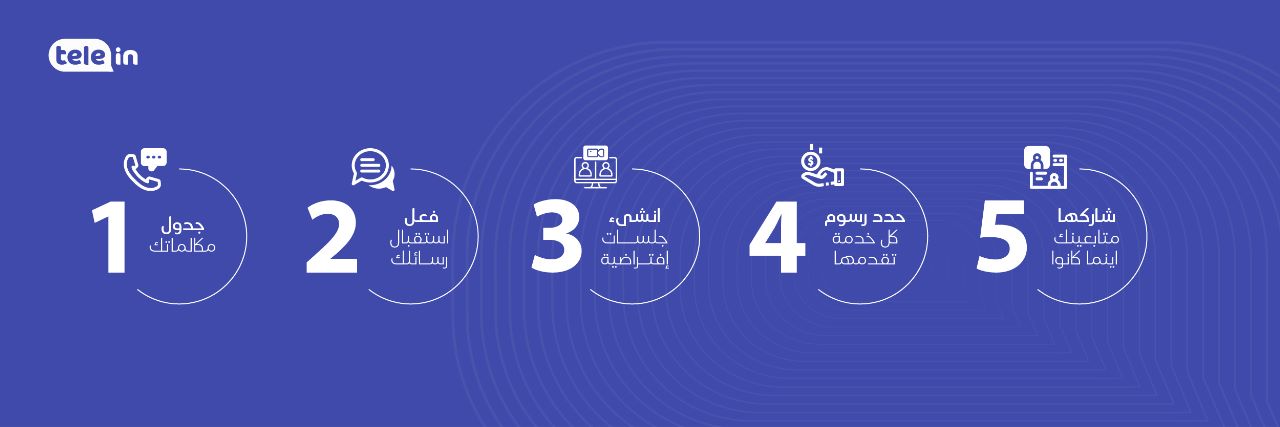 tele in
1
جدول
مكالماتك
2
فعل
استقبال
رسائلك
3
انشىء
جلسات
إفتراضية
4
حدد رسوم
كل خدمة
تقدمها
5
شاركها
متابعينك
اينما كانوا